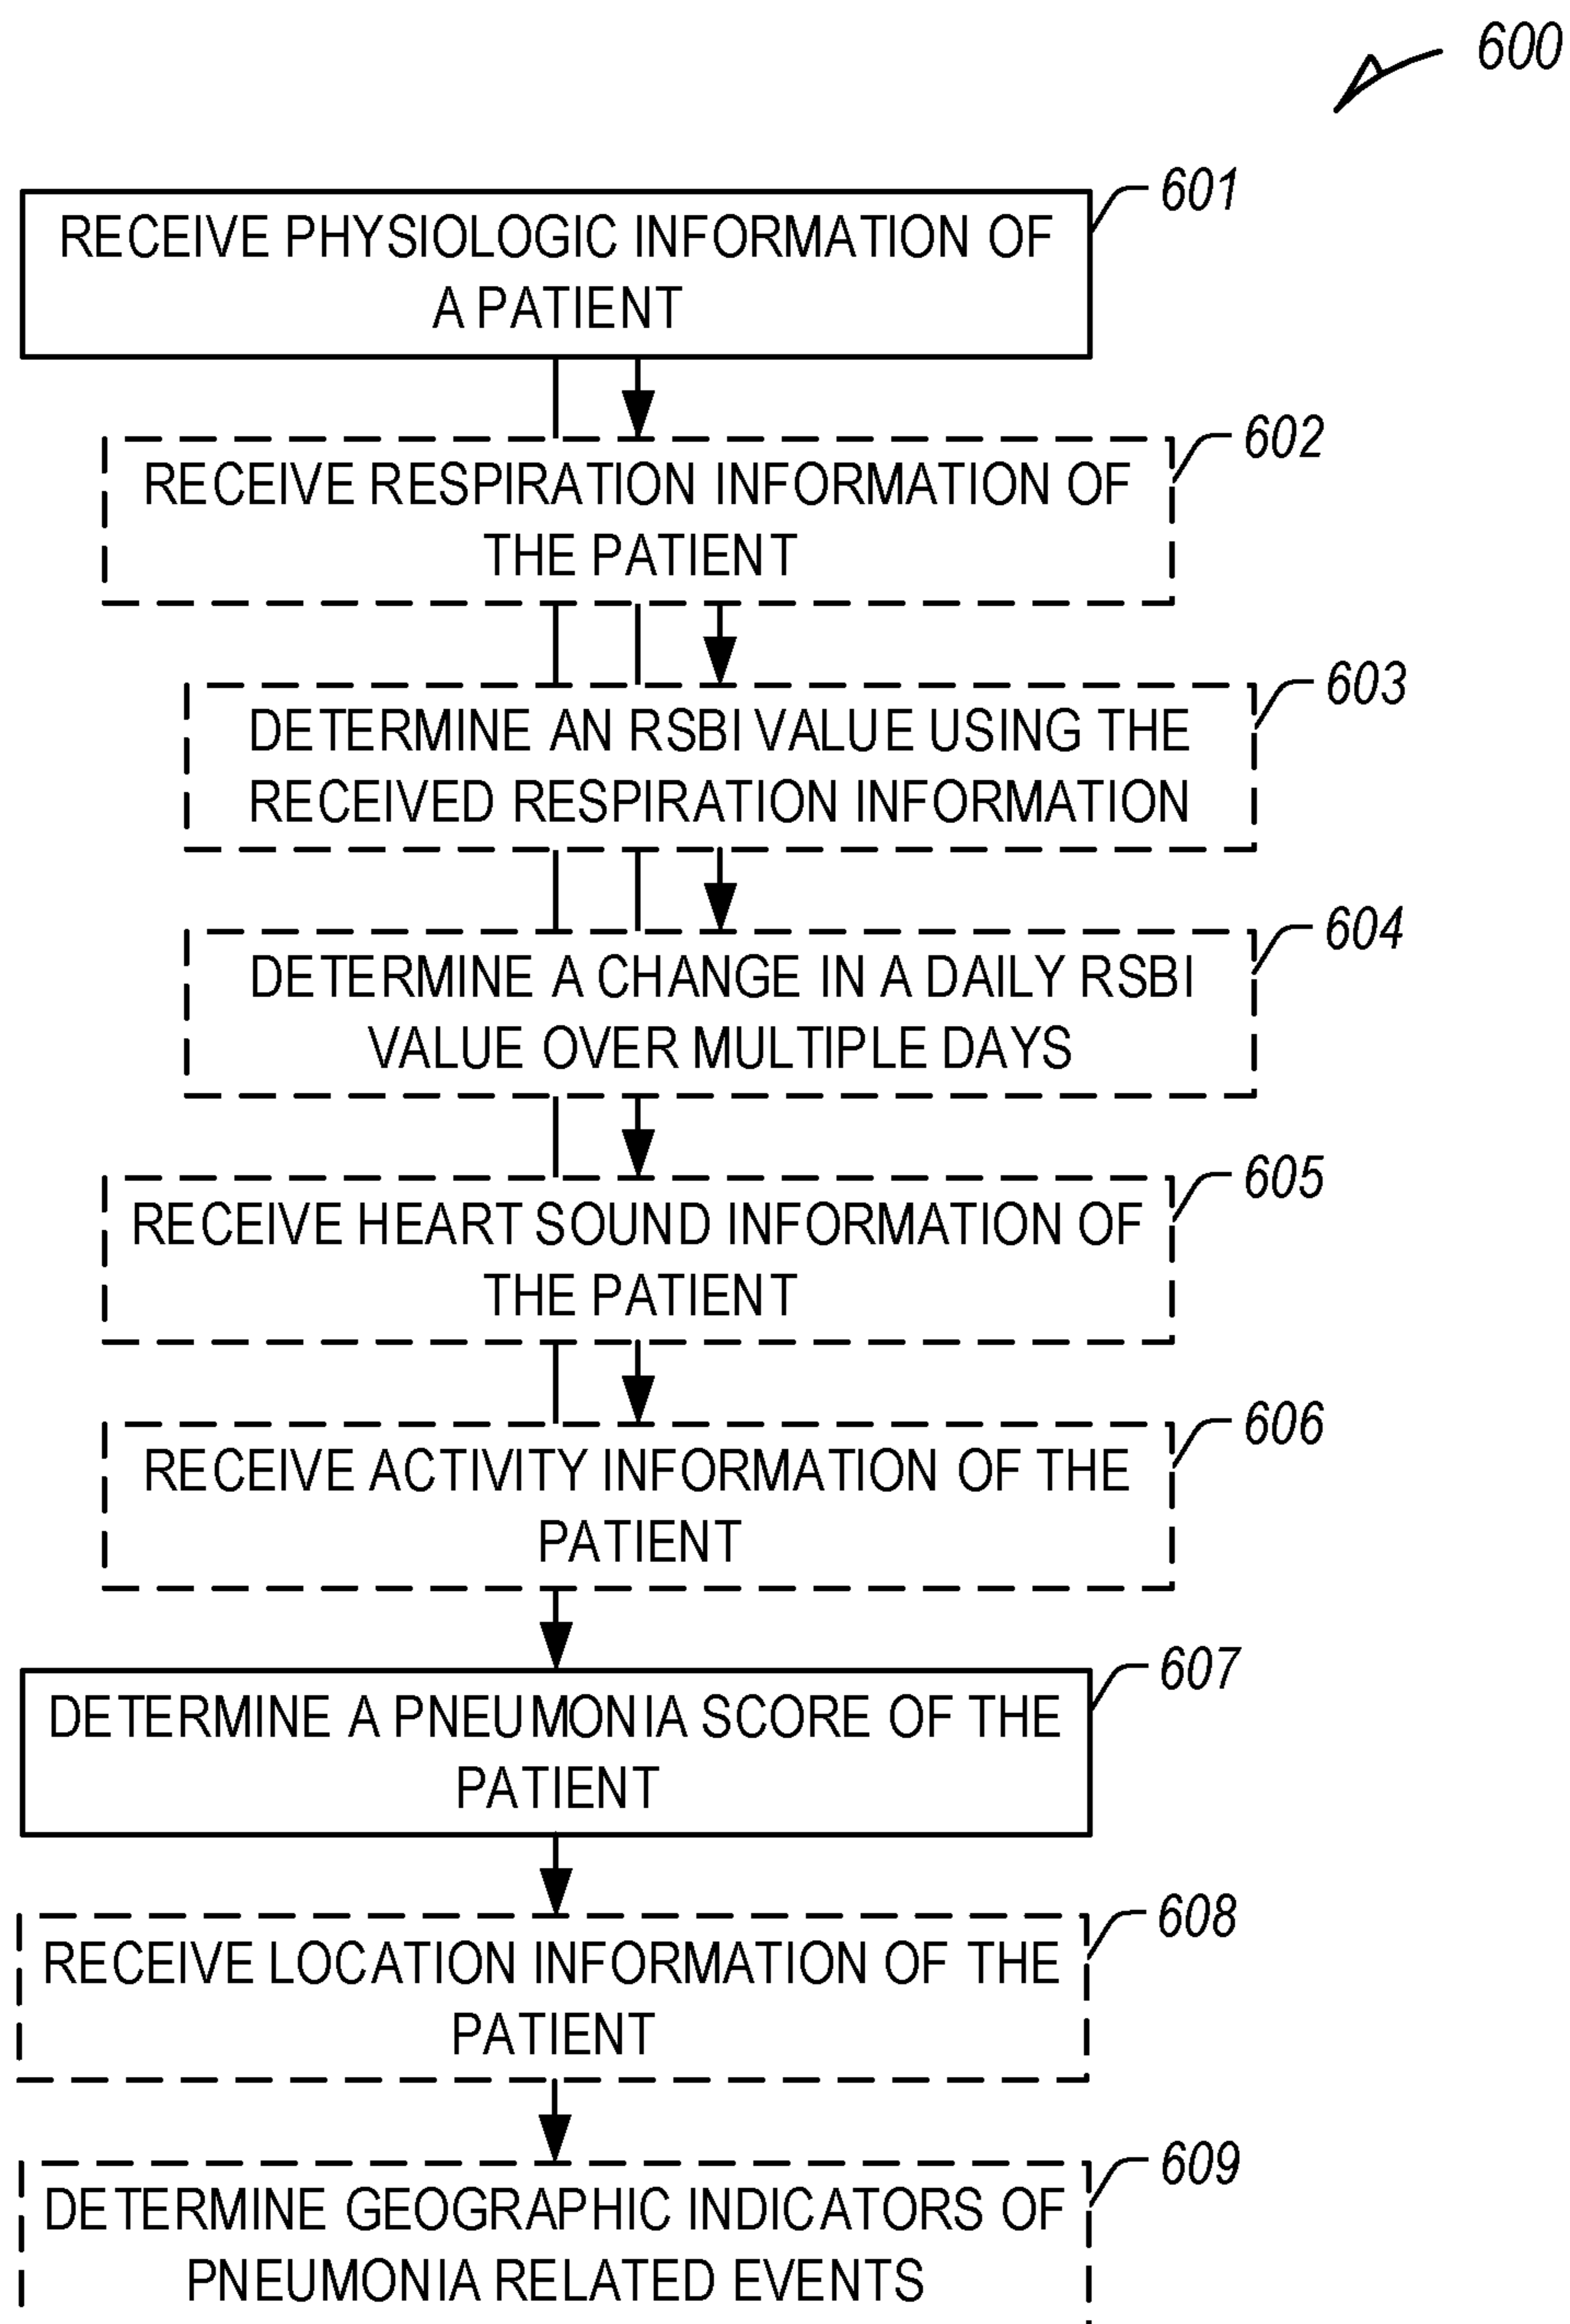 600
601
RECEIVE PHYSIOLOGIC INFORMATION OF
A PATIENT
602
RECEIVE RESPIRATION INFORMATION OF
THE PATIENT
603
DETERMINE AN RSBI VALUE USING THE
RECEIVED RESPIRATION INFORMATION
604
DETERMINE A CHANGE IN A DAILY RSBI
VALUE OVER MULTIPLE DAYS
605
RECEIVE HEART SOUND INFORMATION OF
THE PATIENT
606
RECEIVE ACTIVITY INFORMATION OF THE
PATIENT
607
DETERMINE A PNEUMONIA SCORE OF THE
PATIENT
608
RECEIVE LOCATION INFORMATION OF THE
PATIENT
609
DETERMINE GEOGRAPHIC INDICATORS OF
PNEUMONIA RELATED EVENTS